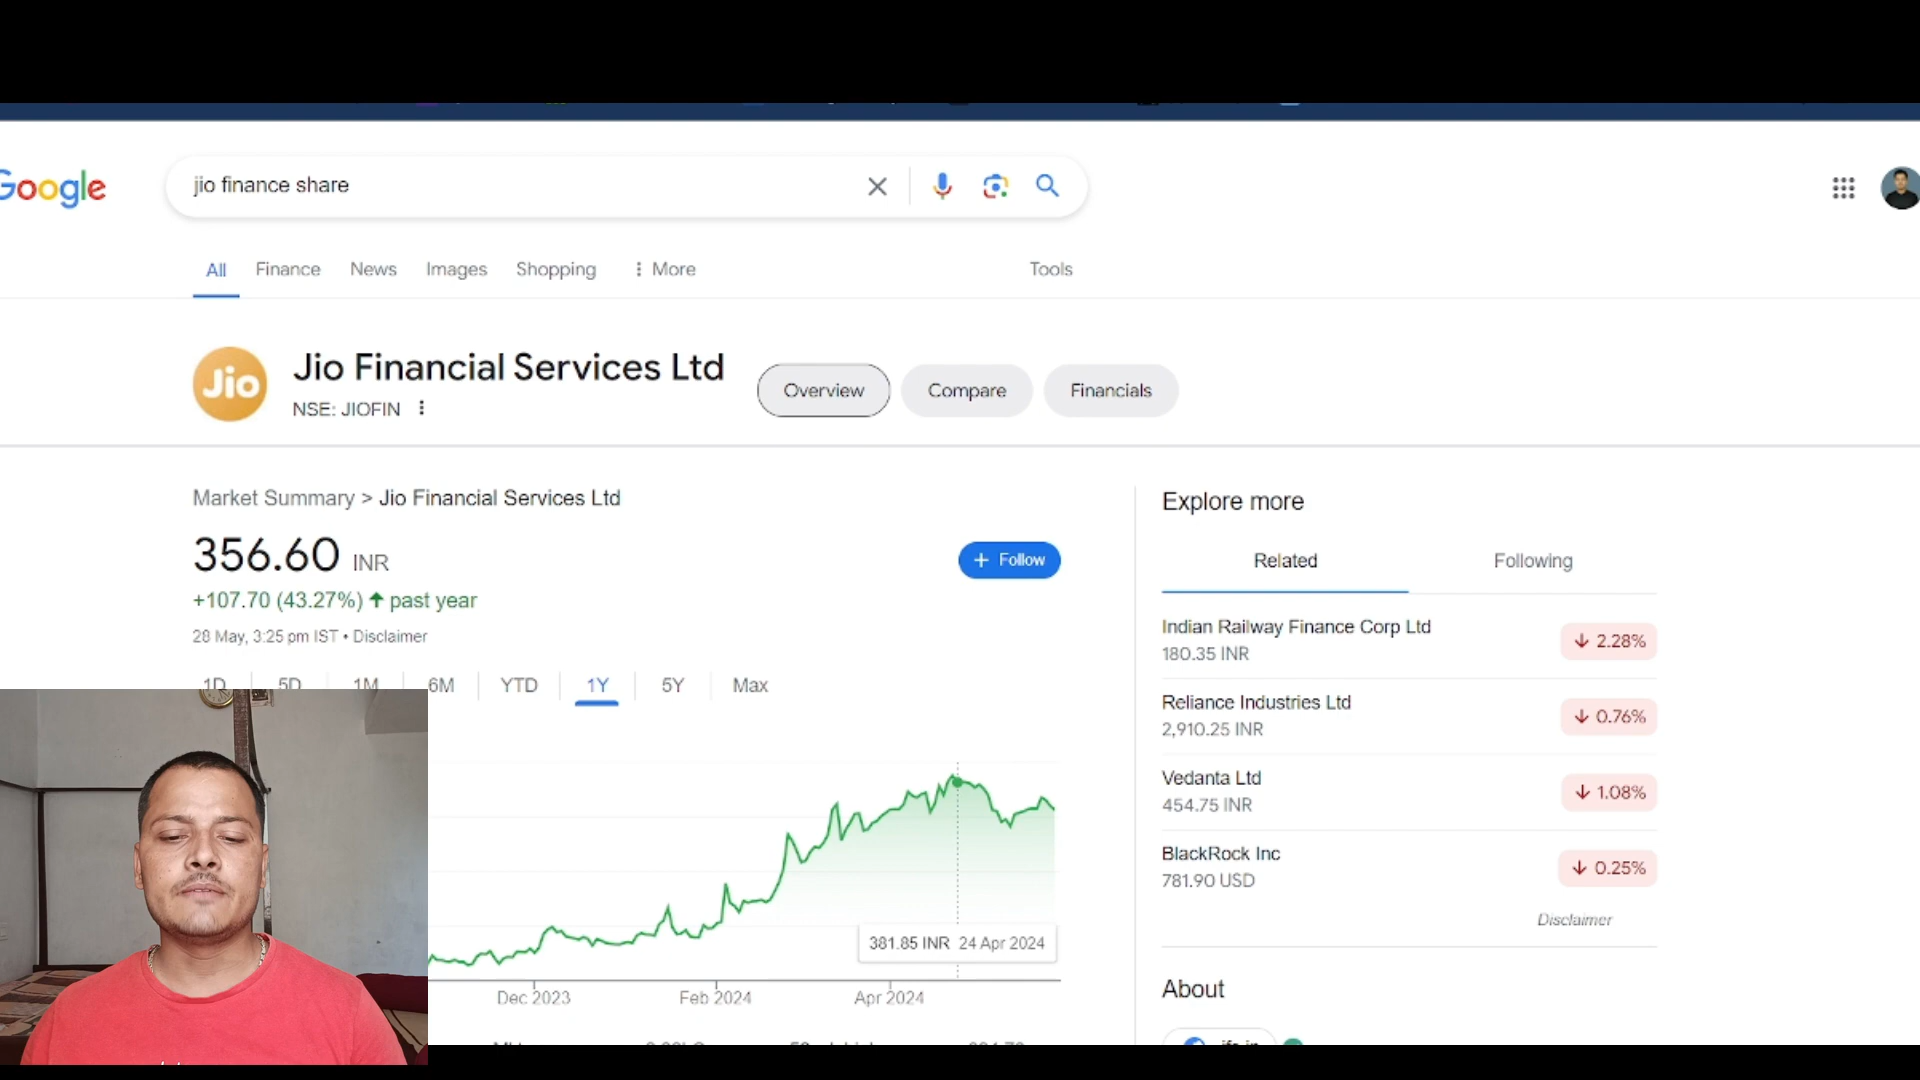 Google
jio finance share
All Finance News Images Shopping More Tools
Jio
Jio Financial Services Ltd
NSE: JIOFIN
Overview Compare Financials
Market Summary > Jio Financial Services Ltd
356.60 INR
+ Follow
+107.70 (43.27%) ↑ past year
28 May, 3:25 pm IST • Disclaimer
1D 5D 1M 6M YTD 1Y 5Y Max
381.85 INR 24 Apr 2024
Dec 2023 Feb 2024 Apr 2024
Explore more
Related Following
Indian Railway Finance Corp Ltd
180.35 INR
↓ 2.28%
Reliance Industries Ltd
2,910.25 INR
↓ 0.76%
Vedanta Ltd
454.75 INR
↓ 1.08%
BlackRock Inc
781.90 USD
↓ 0.25%
Disclaimer
About